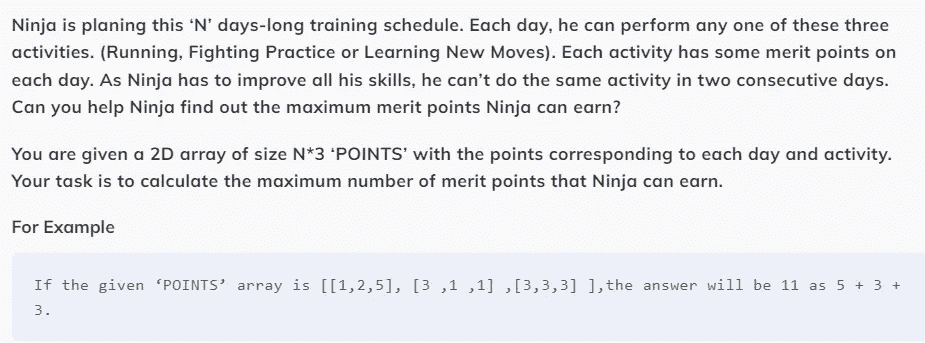 Ninja is planing this ‘N’ days-long training schedule. Each day, he can perform any one of these three
activities. (Running, Fighting Practice or Learning New Moves). Each activity has some merit points on
each day. As Ninja has to improve all his skills, he can’t do the same activity in two consecutive days.
Can you help Ninja find out the maximum merit points Ninja can earn?
You are given a 2D array of size N*3 ‘POINTS’ with the points corresponding to each day and activity.
Your task is to calculate the maximum number of merit points that Ninja can earn.
For Example
If the given ‘POINTS’ array is [[1,2,5], [3 ,1 ,1] ,[3,3,3] ],the answer will be 11 as 5 + 3 +
3.